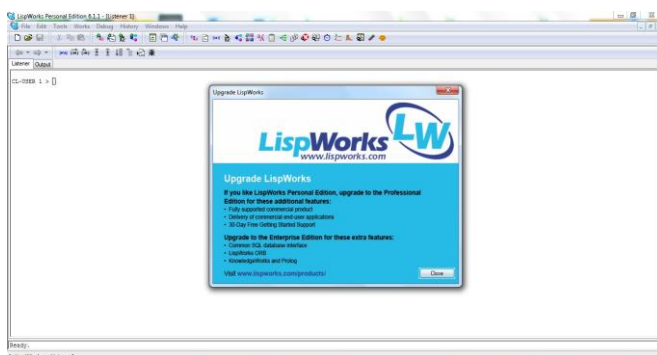 LispWorks Personal Edition 6.1.1 - [Listener 1]
File Edit Tools Works Debug History Windows Help
Listener Output
CL-USER 1 >
Upgrade LispWorks
LispWorks
LW
www.lispworks.com
Upgrade LispWorks
If you like LispWorks Personal Edition, upgrade to the Professional
Edition for these additional features:
• Fully supported commercial product
• Delivery of commercial end-user applications
• 30-Day Free Getting Started Support
Upgrade to the Enterprise Edition for these extra features:
• Common SQL database interface
• LispWorks ORB
• KnowledgeWorks and Prolog
Visit www.lispworks.com/products/
Close
Ready.